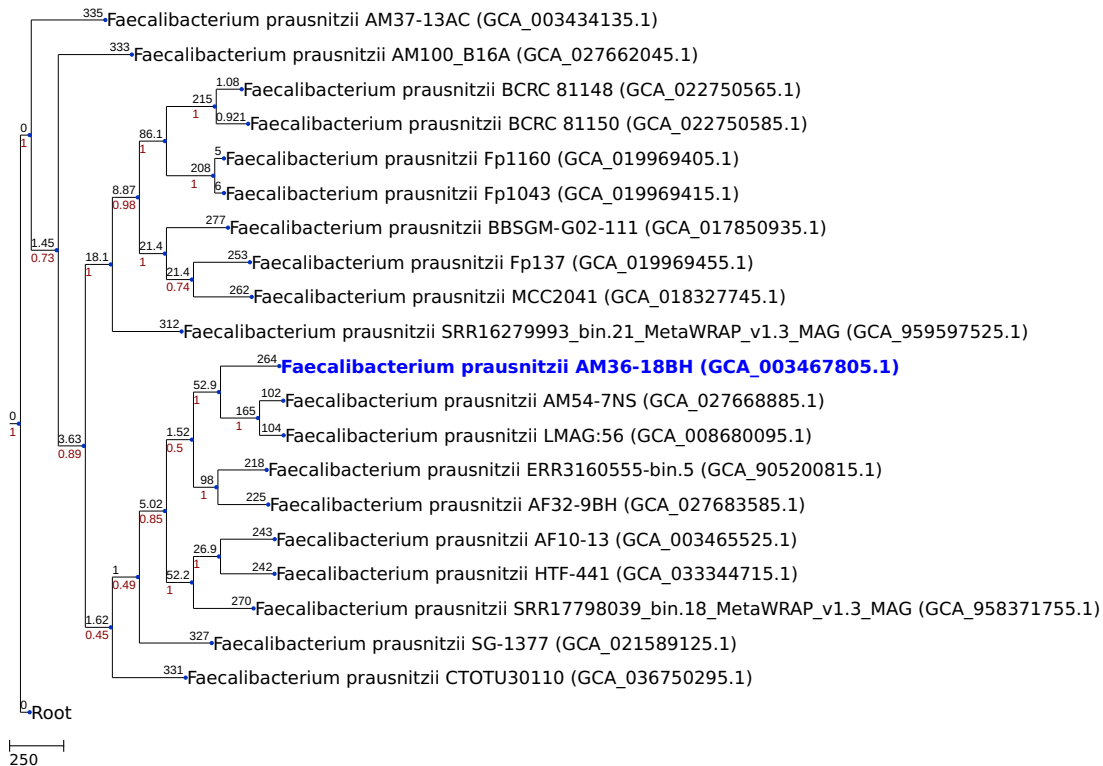 335 Faecalibacterium prausnitzii AM37-13AC (GCA_003434135.1)
333 Faecalibacterium prausnitzii AM100_B16A (GCA_027662045.1)
1.08 Faecalibacterium prausnitzii BCRC 81148 (GCA_022750565.1)
215
1
0.921 Faecalibacterium prausnitzii BCRC 81150 (GCA_022750585.1)
0
1
86.1
1
5 Faecalibacterium prausnitzii Fp1160 (GCA_019969405.1)
208
1
6 Faecalibacterium prausnitzii Fp1043 (GCA_019969415.1)
8.87
0.98
277 Faecalibacterium prausnitzii BBSGM-G02-111 (GCA_017850935.1)
1.45
0.73
21.4
1
253 Faecalibacterium prausnitzii Fp137 (GCA_019969455.1)
18.1
1
21.4
0.74
262 Faecalibacterium prausnitzii MCC2041 (GCA_018327745.1)
312 Faecalibacterium prausnitzii SRR16279993_bin.21_MetaWRAP_v1.3_MAG (GCA_959597525.1)
264 Faecalibacterium prausnitzii AM36-18BH (GCA_003467805.1)
52.9
1
102 Faecalibacterium prausnitzii AM54-7NS (GCA_027668885.1)
165
1
0
1
104 Faecalibacterium prausnitzii LMAG:56 (GCA_008680095.1)
3.63
0.89
1.52
0.5
218 Faecalibacterium prausnitzii ERR3160555-bin.5 (GCA_905200815.1)
98
1
225 Faecalibacterium prausnitzii AF32-9BH (GCA_027683585.1)
5.02
0.85
243 Faecalibacterium prausnitzii AF10-13 (GCA_003465525.1)
26.9
1
242 Faecalibacterium prausnitzii HTF-441 (GCA_033344715.1)
1
0.49
52.2
1
270 Faecalibacterium prausnitzii SRR17798039_bin.18_MetaWRAP_v1.3_MAG (GCA_958371755.1)
1.62
0.45
327 Faecalibacterium prausnitzii SG-1377 (GCA_021589125.1)
331 Faecalibacterium prausnitzii CTOTU30110 (GCA_036750295.1)
0 Root
250